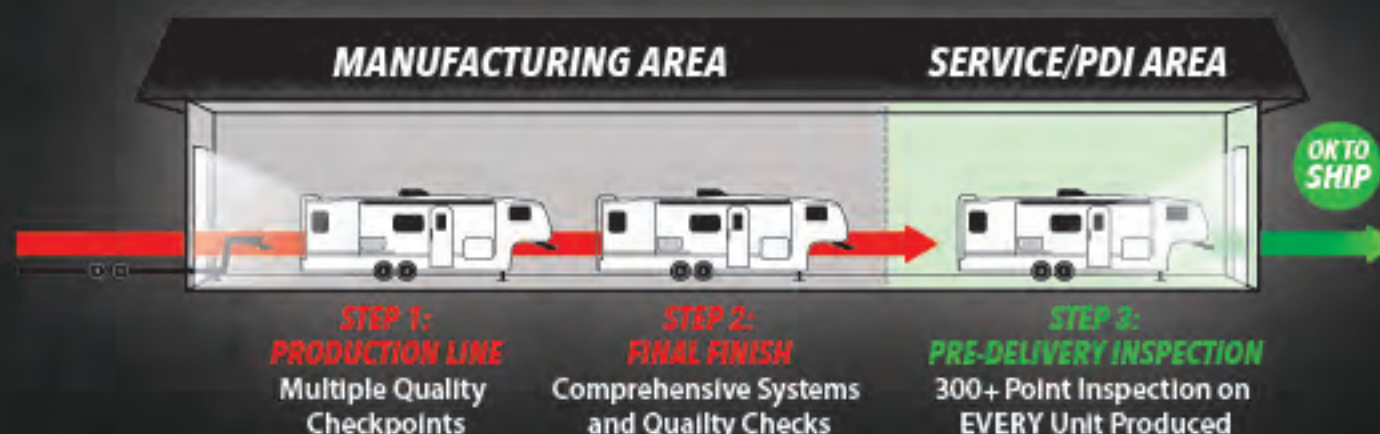 MANUFACTURING AREA
SERVICE/PDI AREA
OK TO
SHIP
STEP 1:
PRODUCTION LINE
Multiple Quality
Checkpoints
STEP 2:
FINAL FINISH
Comprehensive Systems
and Quality Checks
STEP 3:
PRE-DELIVERY INSPECTION
300+ Point Inspection on
EVERY Unit Produced